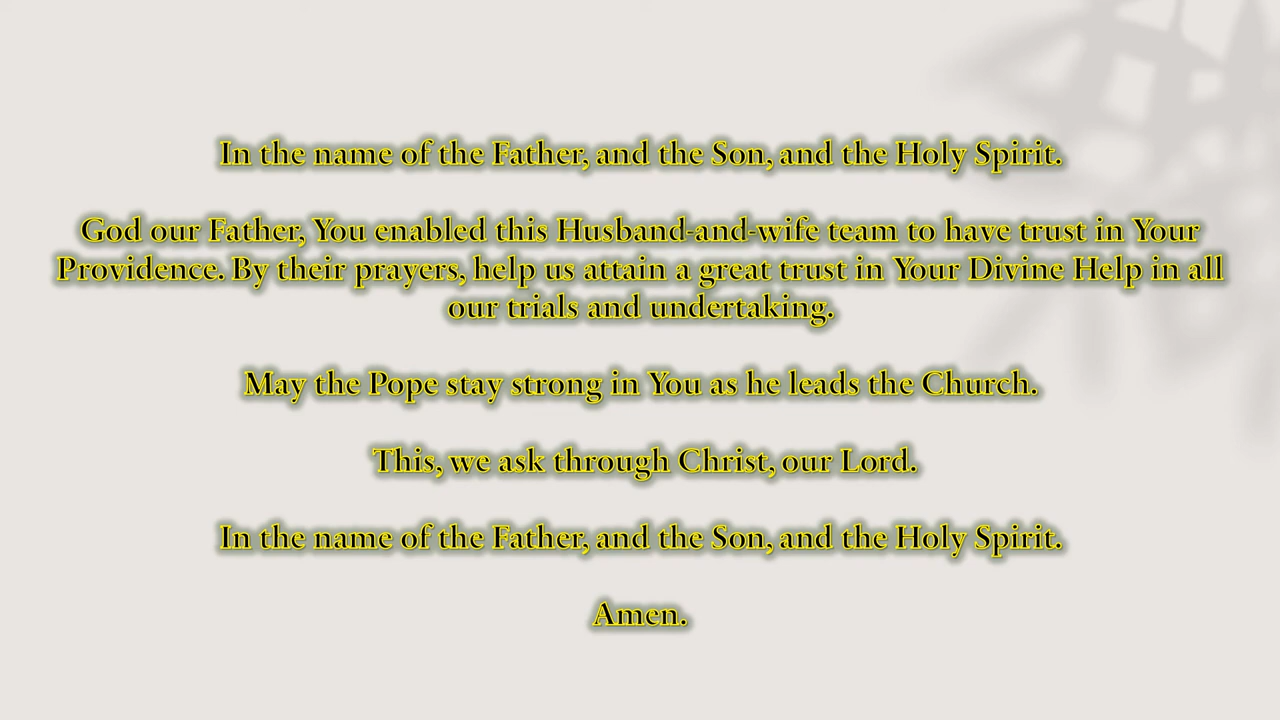 In the name of the Father, and the Son, and the Holy Spirit.
God our Father, You enabled this Husband-and-wife team to have trust in Your
Providence. By their prayers, help us attain a great trust in Your Divine Help in all
our trials and undertaking.
May the Pope stay strong in You as he leads the Church.
This, we ask through Christ, our Lord.
In the name of the Father, and the Son, and the Holy Spirit.
Amen.